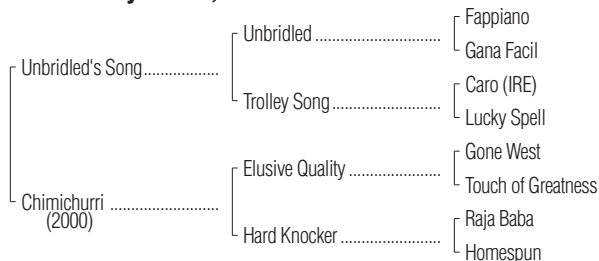 Fappiano
Unbridled
Gana Facil
Unbridled's Song
Caro (IRE)
Trolley Song
Lucky Spell
Gone West
Elusive Quality
Touch of Greatness
Chimichurri
(2000)
Raja Baba
Hard Knocker
Homespun